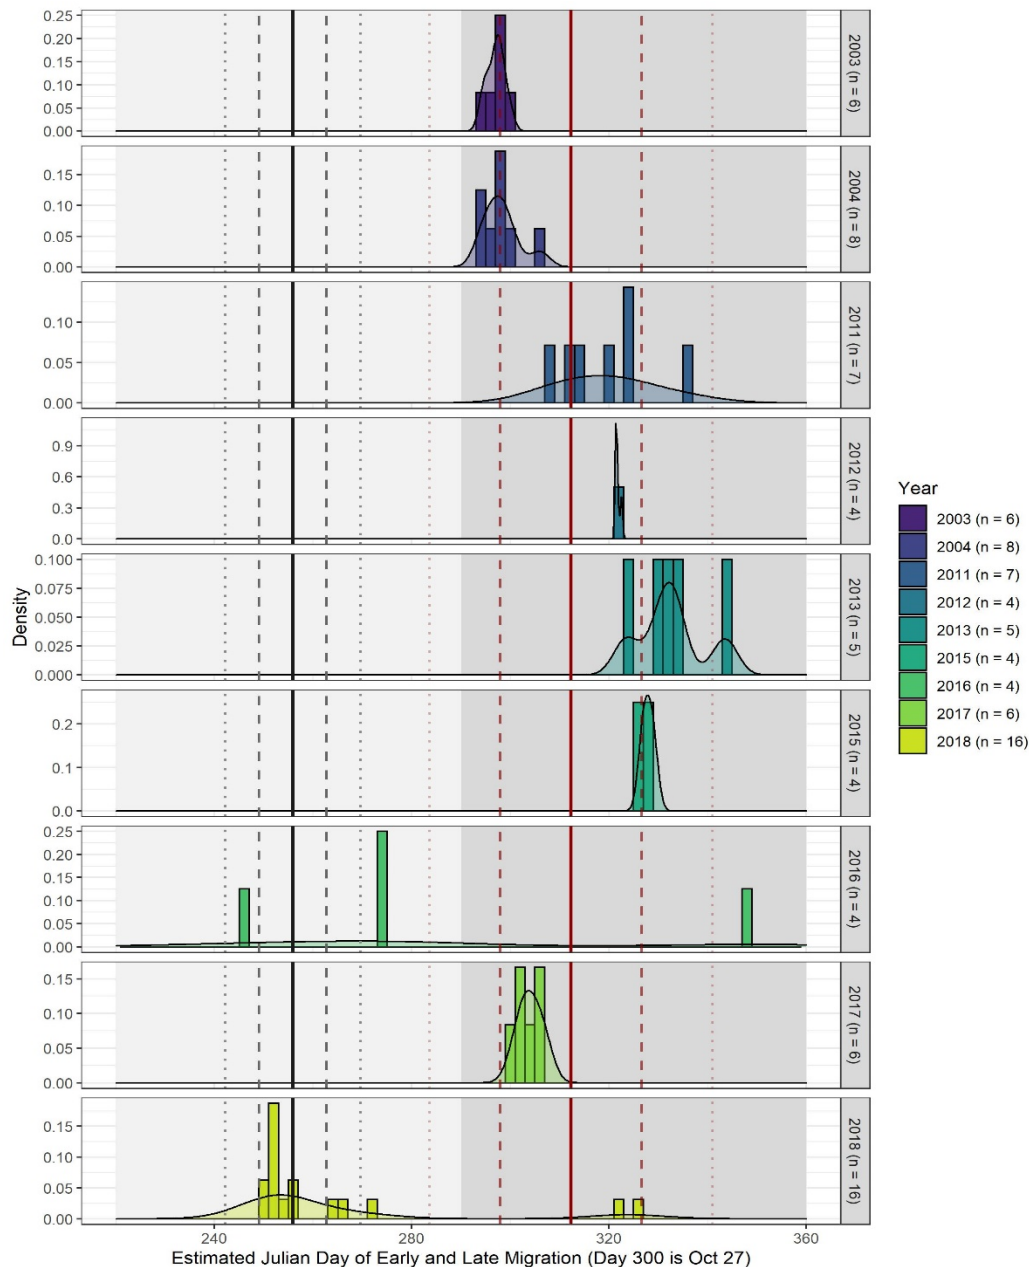 0.25
0.20
0.15
0.10
0.05
0.00
2003 (n = 6)
0.15
0.10
0.05
0.00
2004 (n = 8)
0.10
0.05
0.00
2011 (n = 7)
0.9
0.6
0.3
0.0
2012 (n = 4)
Density
0.100
0.075
0.050
0.025
0.000
2013 (n = 5)
0.2
0.1
0.0
2015 (n = 4)
0.25
0.20
0.15
0.10
0.05
0.00
2016 (n = 4)
0.15
0.10
0.05
0.00
2017 (n = 6)
0.15
0.10
0.05
0.00
2018 (n = 16)
240 280 320 360
Estimated Julian Day of Early and Late Migration (Day 300 is Oct 27)
Year
2003 (n = 6)
2004 (n = 8)
2011 (n = 7)
2012 (n = 4)
2013 (n = 5)
2015 (n = 4)
2016 (n = 4)
2017 (n = 6)
2018 (n = 16)